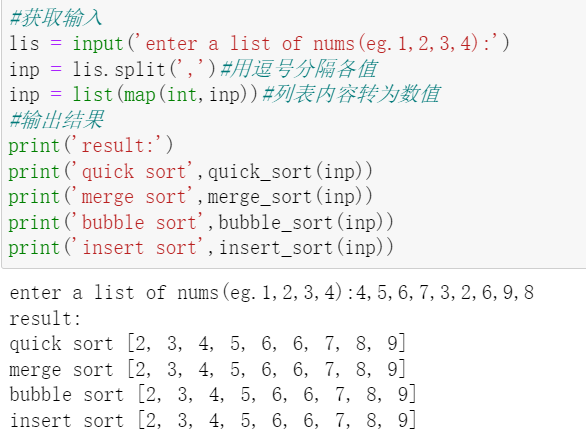 #获取输入
lis = input('enter a list of nums(eg.1,2,3,4):')
inp = lis.split(',')#用逗号分隔各值
inp = list(map(int,inp))#列表内容转为数值
#输出结果
print('result:')
print('quick sort',quick_sort(inp))
print('merge sort',merge_sort(inp))
print('bubble sort',bubble_sort(inp))
print('insert sort',insert_sort(inp))
enter a list of nums(eg.1,2,3,4):4,5,6,7,3,2,6,9,8
result:
quick sort [2, 3, 4, 5, 6, 6, 7, 8, 9]
merge sort [2, 3, 4, 5, 6, 6, 7, 8, 9]
bubble sort [2, 3, 4, 5, 6, 6, 7, 8, 9]
insert sort [2, 3, 4, 5, 6, 6, 7, 8, 9]